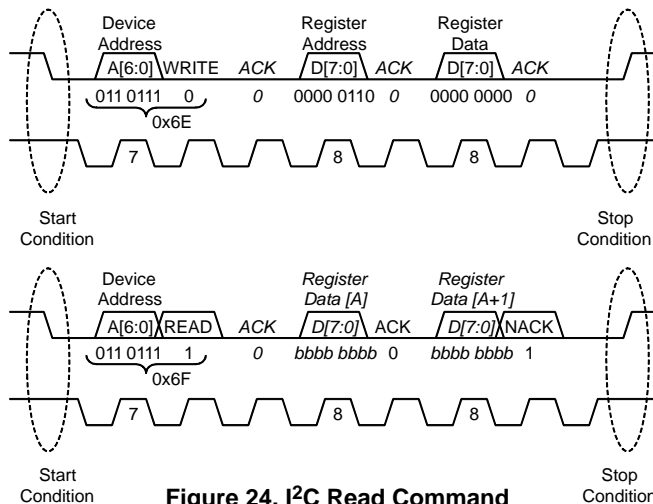 Device Address Register Address Register Data
A[6:0] WRITE ACK D[7:0] ACK D[7:0] ACK
011 0111 0 0 0000 0110 0 0000 0000 0
0x6E
7 8 8
Start Condition Stop Condition
Device Address Register Data [A] Register Data [A+1]
A[6:0] READ ACK D[7:0] ACK D[7:0] NACK
011 0111 1 0 bbbb bbbb 0 bbbb bbbb 1
0x6F
7 8 8
Start Condition Stop Condition
Figure 24. I²C Read Command